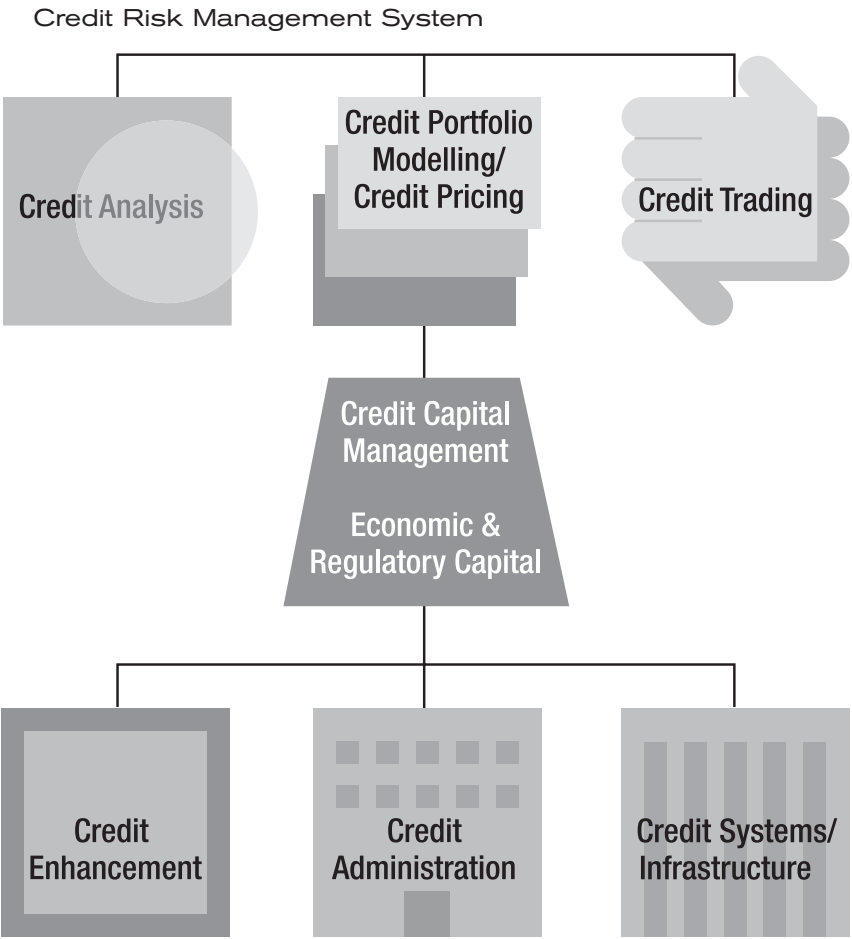 Credit Risk Management System
Credit Analysis
Credit Portfolio
Modelling/
Credit Pricing
Credit Trading
Credit Capital
Management
Economic &
Regulatory Capital
Credit
Enhancement
Credit
Administration
Credit Systems/
Infrastructure